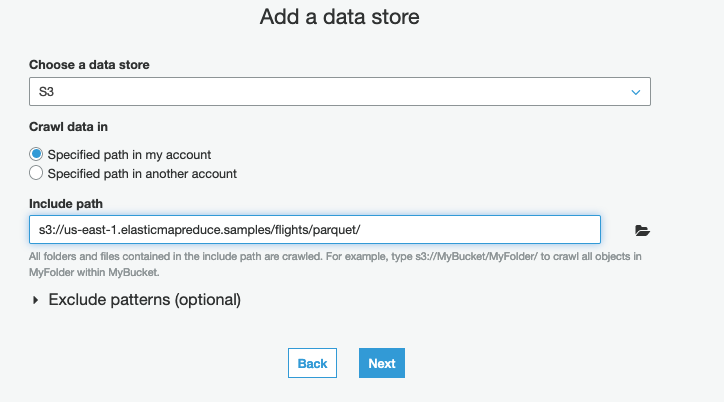 Add a data store
Choose a data store
S3
Crawl data in
Specified path in my account
Specified path in another account
Include path
s3://us-east-1.elasticmapreduce.samples/flights/parquet/
All folders and files contained in the include path are crawled. For example, type s3://MyBucket/MyFolder/ to crawl all objects in
MyFolder within MyBucket.
Exclude patterns (optional)
Back Next